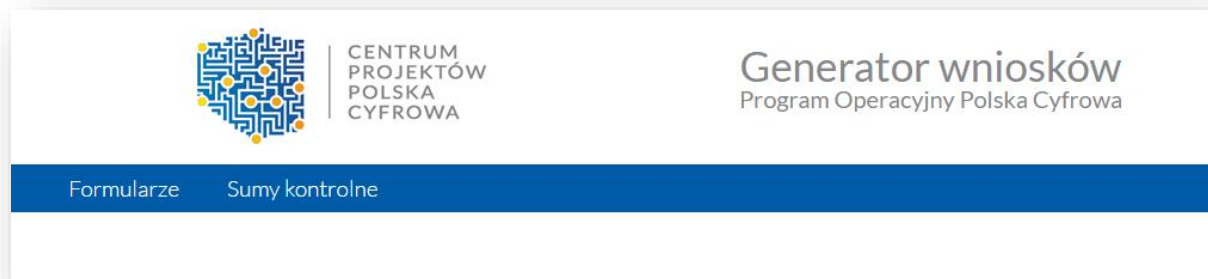 CENTRUM
PROJEKTÓW
POLSKA
CYFROWA
Generator wniosków
Program Operacyjny Polska Cyfrowa
Formularze Sumy kontrolne